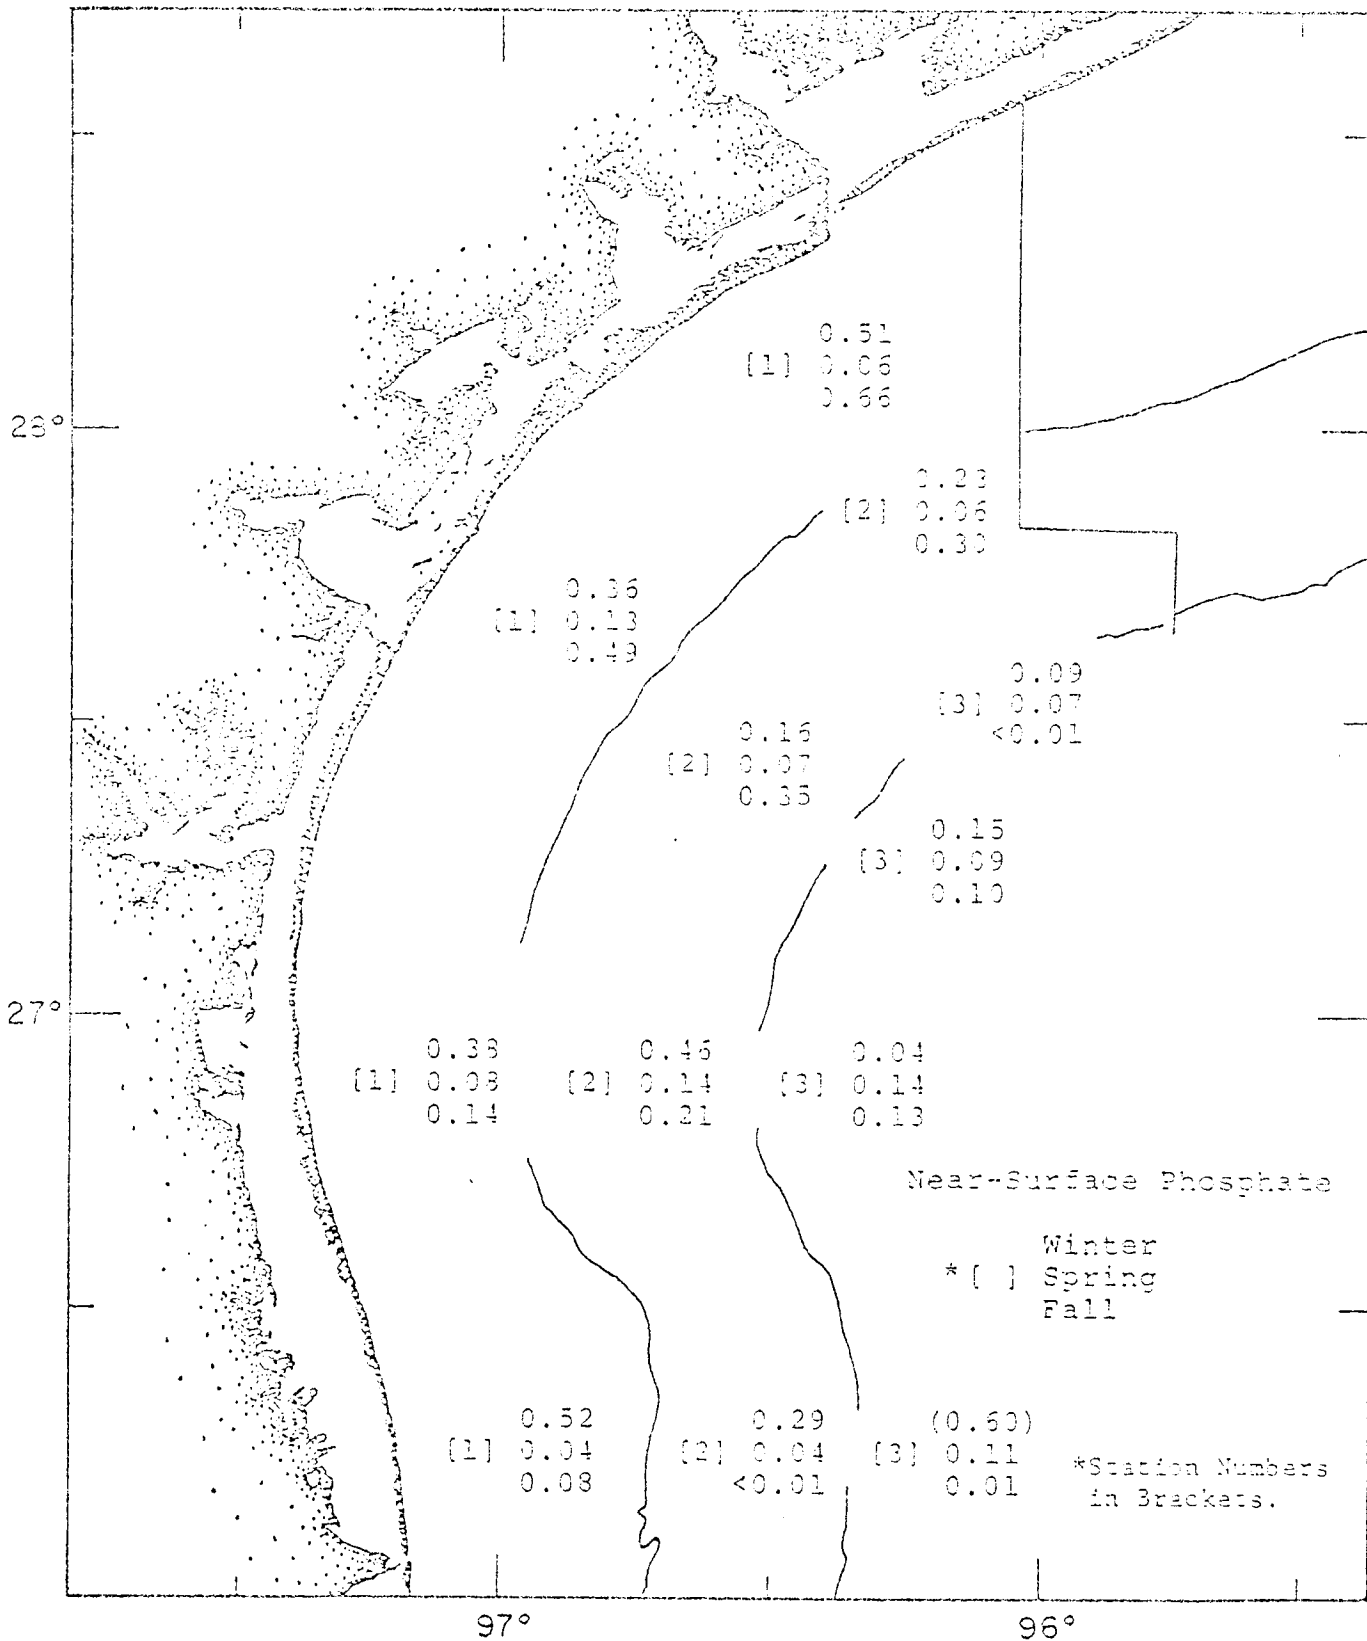 0.51
[1] 0.06
0.66
28°
0.23
[2] 0.06
0.30
0.36
[1] 0.13
0.49
0.09
[3] 0.07
<0.01
0.16
[2] 0.07
0.35
0.15
[3] 0.09
0.10
27°
0.38 0.46 0.04
[1] 0.08 [2] 0.14 [3] 0.14
0.14 0.21 0.13
Near-Surface Phosphate
Winter
*[ ] Spring
Fall
0.52 0.29 (0.60)
[1] 0.04 [2] 0.04 [3] 0.11
0.08 <0.01 0.01
*Station Numbers
in Brackets.
97° 96°